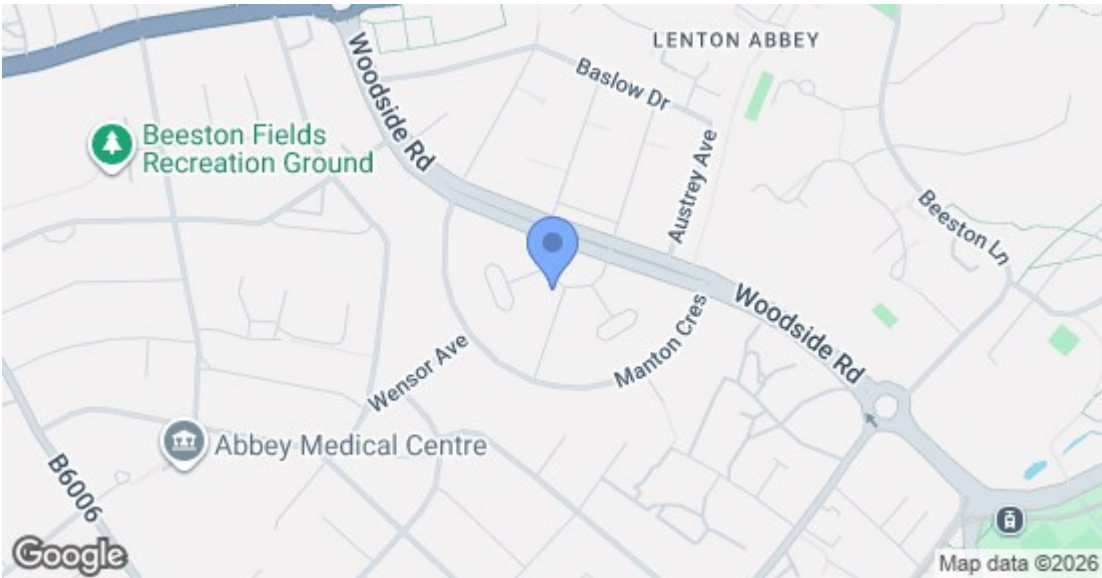 LENTON ABBEY
Woodside Rd
Baslow Dr
Beeston Fields
Recreation Ground
Austrey Ave
Beeston Ln
Woodside Rd
Manton Cres
Wensor Ave
Abbey Medical Centre
B6006
Google
Map data ©2026